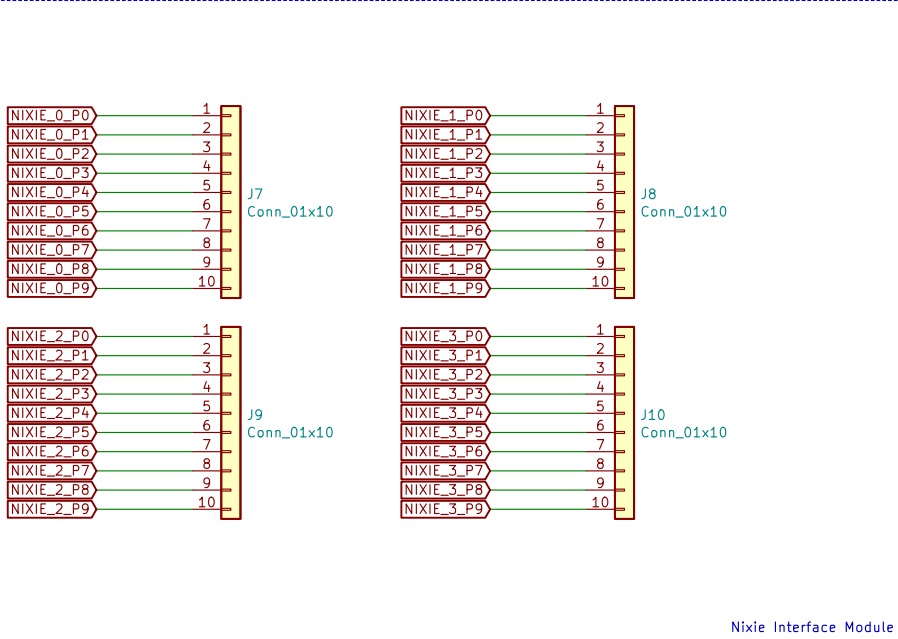 NIXIE_0_P0 1
NIXIE_0_P1 2
NIXIE_0_P2 3
NIXIE_0_P3 4
NIXIE_0_P4 5
NIXIE_0_P5 6
NIXIE_0_P6 7
NIXIE_0_P7 8
NIXIE_0_P8 9
NIXIE_0_P9 10
J7
Conn_01x10
NIXIE_1_P0 1
NIXIE_1_P1 2
NIXIE_1_P2 3
NIXIE_1_P3 4
NIXIE_1_P4 5
NIXIE_1_P5 6
NIXIE_1_P6 7
NIXIE_1_P7 8
NIXIE_1_P8 9
NIXIE_1_P9 10
J8
Conn_01x10
NIXIE_2_P0 1
NIXIE_2_P1 2
NIXIE_2_P2 3
NIXIE_2_P3 4
NIXIE_2_P4 5
NIXIE_2_P5 6
NIXIE_2_P6 7
NIXIE_2_P7 8
NIXIE_2_P8 9
NIXIE_2_P9 10
J9
Conn_01x10
NIXIE_3_P0 1
NIXIE_3_P1 2
NIXIE_3_P2 3
NIXIE_3_P3 4
NIXIE_3_P4 5
NIXIE_3_P5 6
NIXIE_3_P6 7
NIXIE_3_P7 8
NIXIE_3_P8 9
NIXIE_3_P9 10
J10
Conn_01x10
Nixie Interface Module